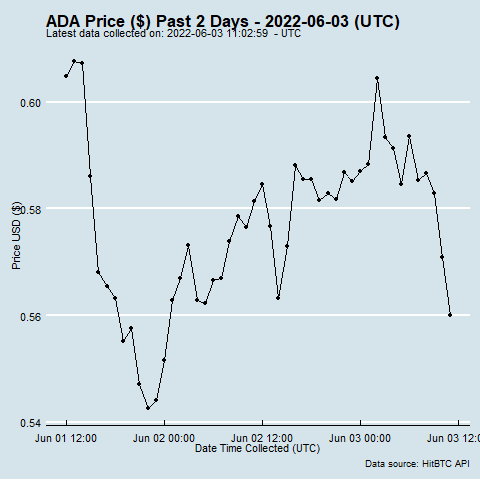 ADA Price ($) Past 2 Days - 2022-06-03 (UTC)
Latest data collected on: 2022-06-03 11:02:59 - UTC
0.60
0.58
0.56
0.54
Price USD ($)
Jun 01 12:00 Jun 02 00:00 Jun 02 12:00 Jun 03 00:00 Jun 03 12:00
Date Time Collected (UTC)
Data source: HitBTC API